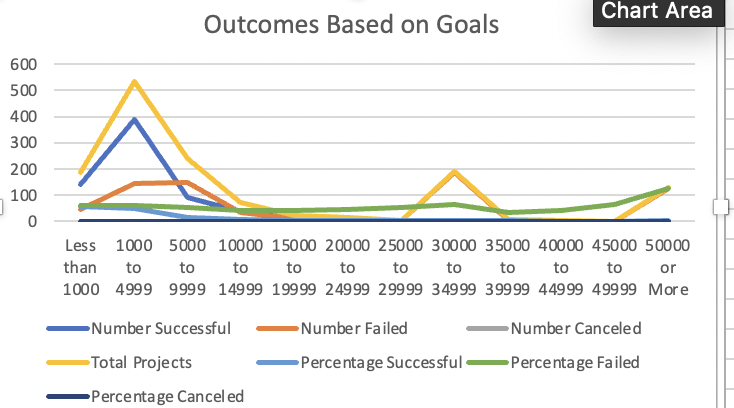 Chart Area
Outcomes Based on Goals
600
500
400
300
200
100
0
Less than 1000
1000 to 4999
5000 to 9999
10000 to 14999
15000 to 19999
20000 to 24999
25000 to 29999
30000 to 34999
35000 to 39999
40000 to 44999
45000 to 49999
50000 or More
Number Successful
Number Failed
Number Canceled
Total Projects
Percentage Successful
Percentage Failed
Percentage Canceled